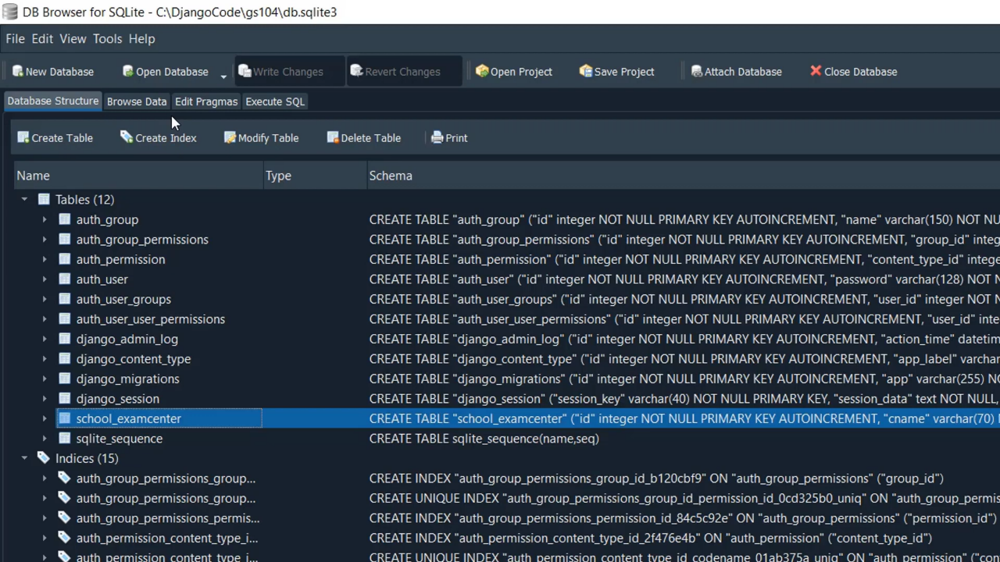 DB Browser for SQLite - C:\DjangoCode\gs104\db.sqlite3
File Edit View Tools Help
New Database Open Database Write Changes Revert Changes Open Project Save Project Attach Database Close Database
Database Structure Browse Data Edit Pragmas Execute SQL
Create Table Create Index Modify Table Delete Table Print
Name Type Schema
Tables (12)
auth_group CREATE TABLE "auth_group" ("id" integer NOT NULL PRIMARY KEY AUTOINCREMENT, "name" varchar(150) NOT NU
auth_group_permissions CREATE TABLE "auth_group_permissions" ("id" integer NOT NULL PRIMARY KEY AUTOINCREMENT, "group_id" integ
auth_permission CREATE TABLE "auth_permission" ("id" integer NOT NULL PRIMARY KEY AUTOINCREMENT, "content_type_id" intege
auth_user CREATE TABLE "auth_user" ("id" integer NOT NULL PRIMARY KEY AUTOINCREMENT, "password" varchar(128) NOT N
auth_user_groups CREATE TABLE "auth_user_groups" ("id" integer NOT NULL PRIMARY KEY AUTOINCREMENT, "user_id" integer NOT
auth_user_user_permissions CREATE TABLE "auth_user_user_permissions" ("id" integer NOT NULL PRIMARY KEY AUTOINCREMENT, "user_id" inte
django_admin_log CREATE TABLE "django_admin_log" ("id" integer NOT NULL PRIMARY KEY AUTOINCREMENT, "action_time" datetim
django_content_type CREATE TABLE "django_content_type" ("id" integer NOT NULL PRIMARY KEY AUTOINCREMENT, "app_label" varchar
django_migrations CREATE TABLE "django_migrations" ("id" integer NOT NULL PRIMARY KEY AUTOINCREMENT, "app" varchar(255) NO
django_session CREATE TABLE "django_session" ("session_key" varchar(40) NOT NULL PRIMARY KEY, "session_data" text NOT NULL,
school_examcenter CREATE TABLE "school_examcenter" ("id" integer NOT NULL PRIMARY KEY AUTOINCREMENT, "cname" varchar(70)
sqlite_sequence CREATE TABLE sqlite_sequence(name,seq)
Indices (15)
auth_group_permissions_group... CREATE INDEX "auth_group_permissions_group_id_b120cbf9" ON "auth_group_permissions" ("group_id")
auth_group_permissions_group... CREATE UNIQUE INDEX "auth_group_permissions_group_id_permission_id_0cd325b0_uniq" ON "auth_group_permis
auth_group_permissions_permis... CREATE INDEX "auth_group_permissions_permission_id_84c5c92e" ON "auth_group_permissions" ("permission_id")
auth_permission_content_type_i... CREATE INDEX "auth_permission_content_type_id_2f476e4b" ON "auth_permission" ("content_type_id")
auth_permission_content_type_i... CREATE UNIQUE INDEX "auth_permission_content_type_id_codename_01ab375a_uniq" ON "auth_permission" ("con